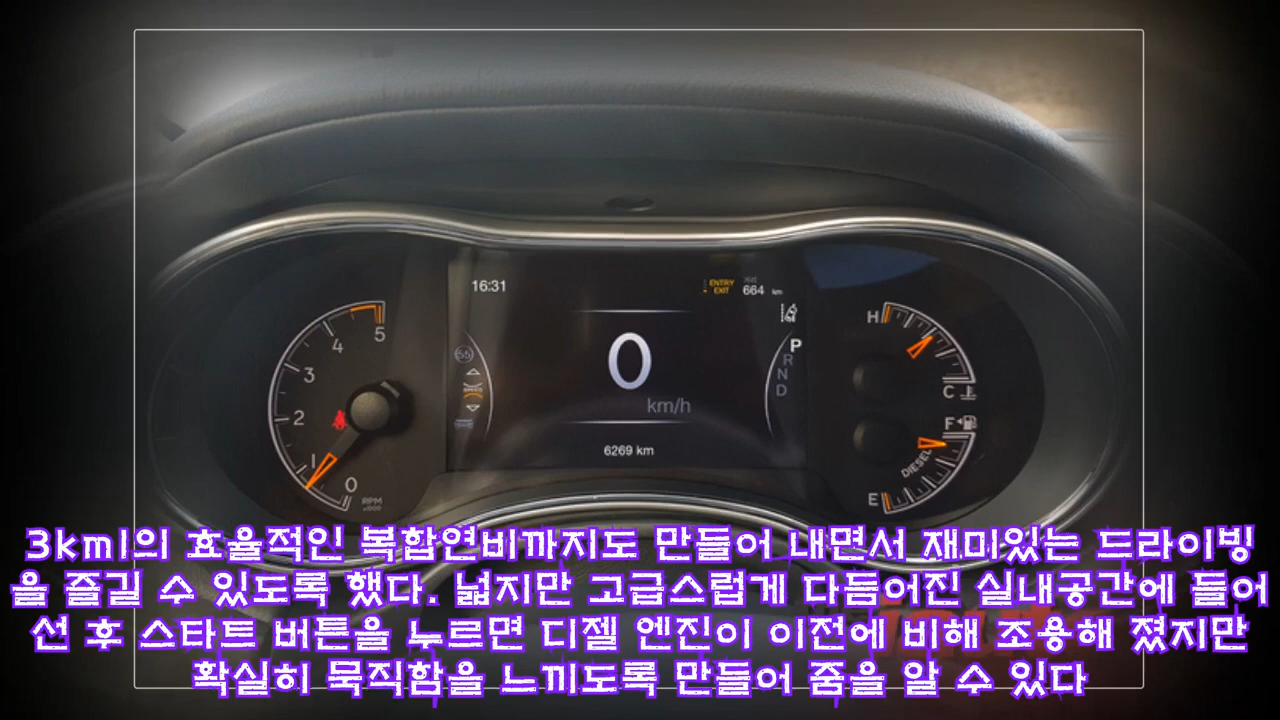 16:31
ENTRY
EXIT
거리
664 km
5
4
3
2
1
0
RPM
x1000
55
0
km/h
P
R
N
D
6269 km
H
C
F
DIESEL
E
3kml의 효율적인 복합연비까지도 만들어 내면서 재미있는 드라이빙
을 즐길 수 있도록 했다. 넓지만 고급스럽게 다듬어진 실내공간에 들어
선 후 스타트 버튼을 누르면 디젤 엔진이 이전에 비해 조용해 졌지만
확실히 묵직함을 느끼도록 만들어 줌을 알 수 있다